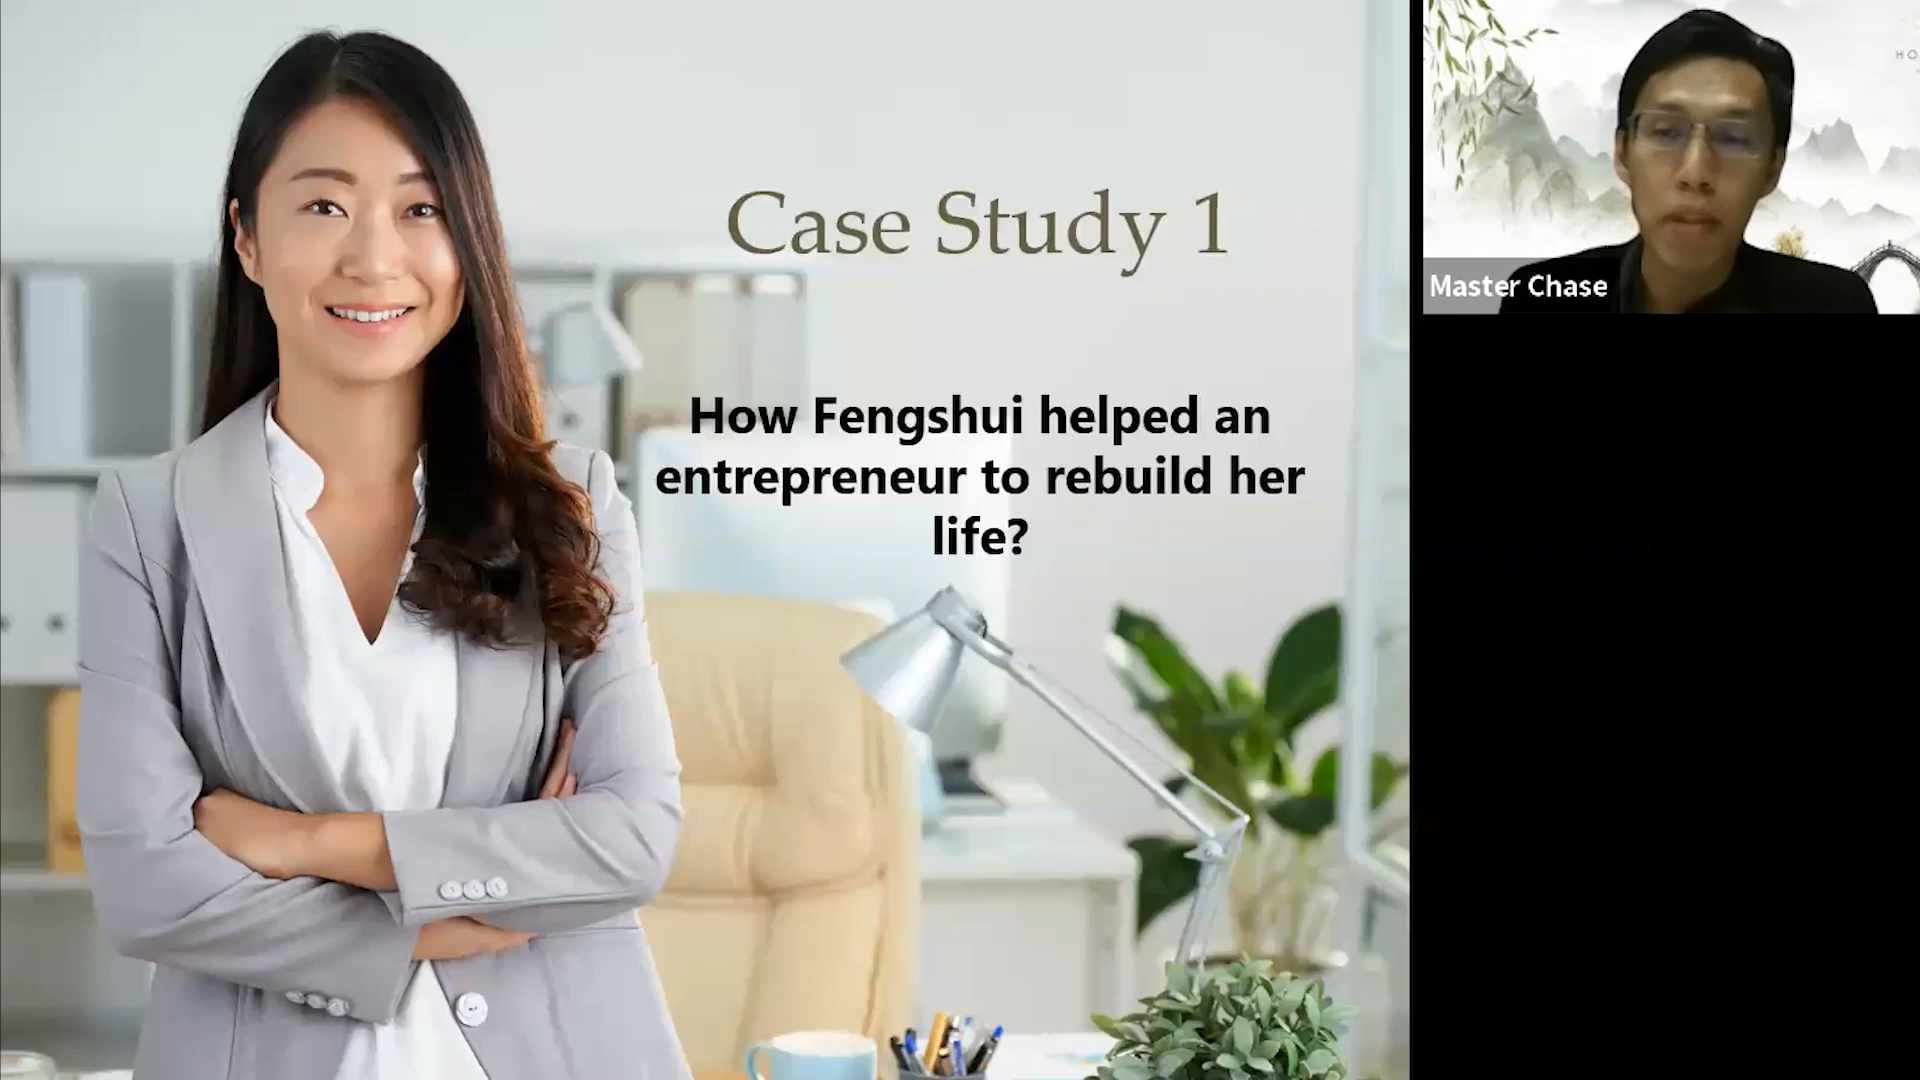 Case Study 1
How Fengshui helped an
entrepreneur to rebuild her
life?
Master Chase